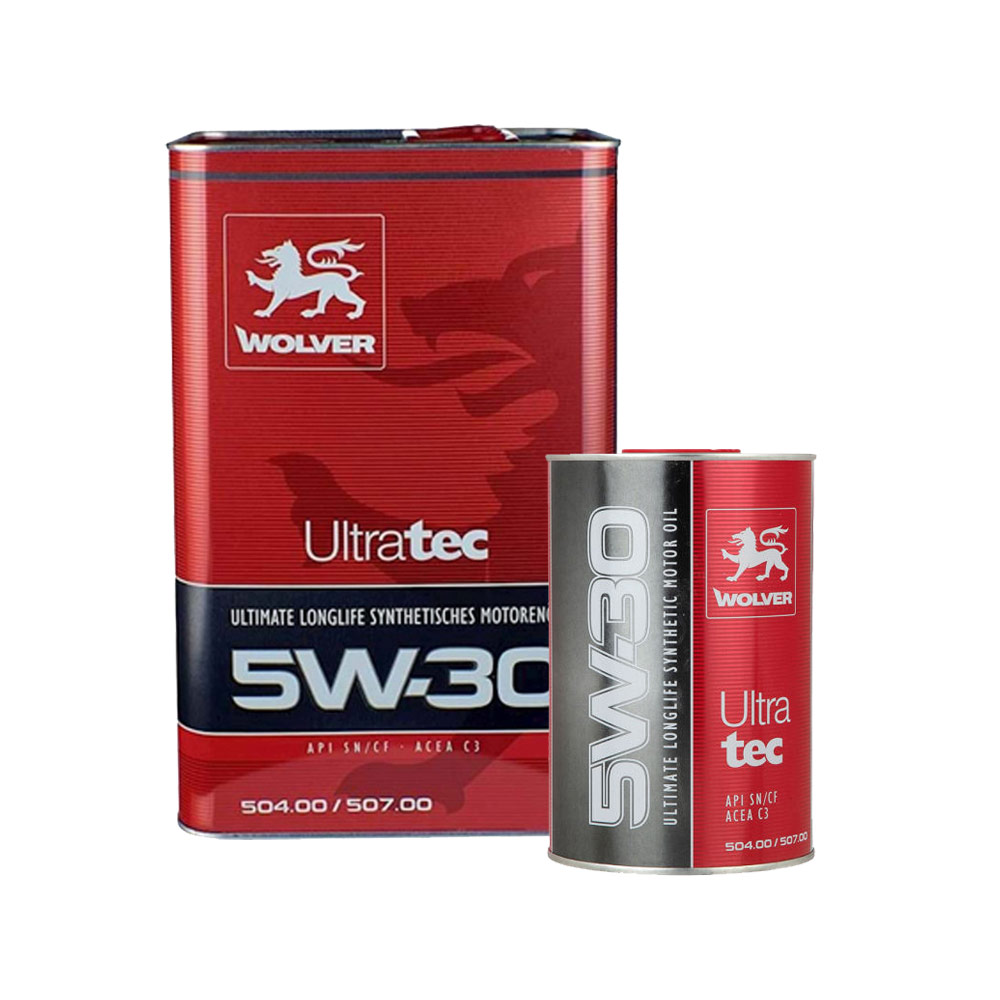 WOLVER
Ultratec
ULTIMATE LONGLIFE SYNTHETISCHES MOTORENÖ
5W-30
API SN/CF · ACEA C3
504.00 / 507.00
5W-30
ULTIMATE LONGLIFE SYNTHETIC MOTOR OIL
WOLVER
Ultra
tec
API SN/CF
ACEA C3
504.00 / 507.00